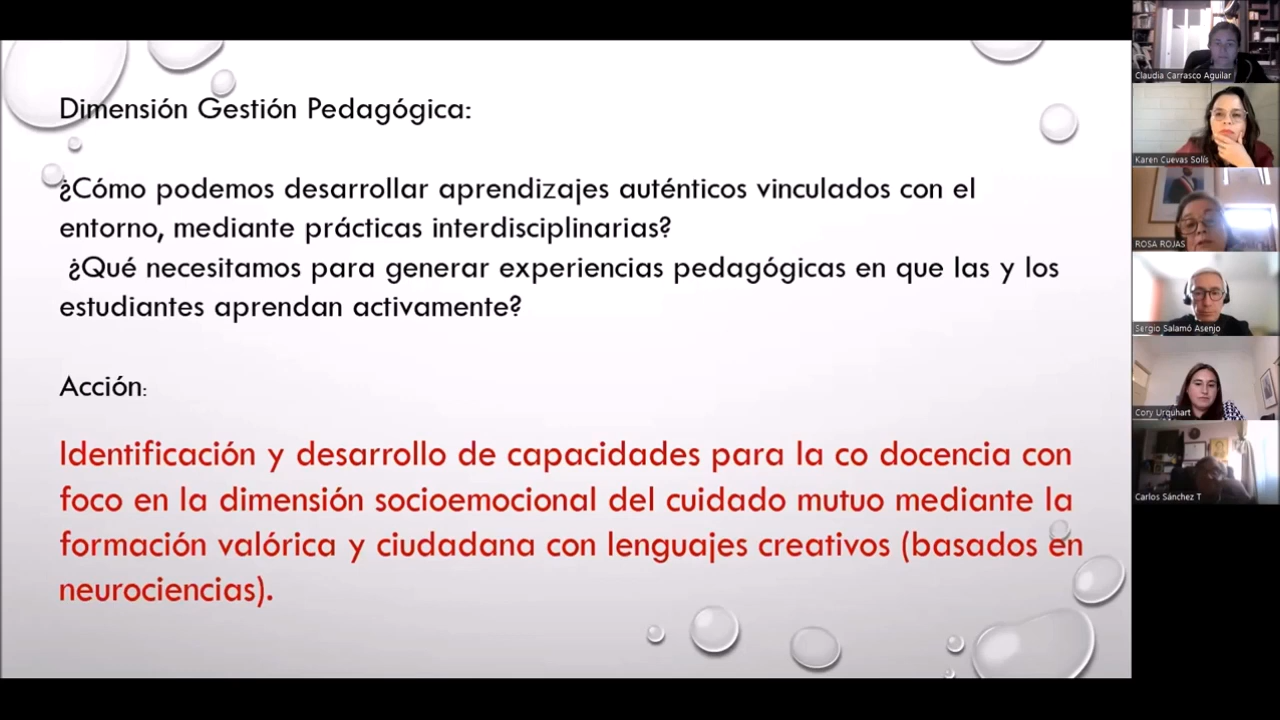 Dimensión Gestión Pedagógica:
¿Cómo podemos desarrollar aprendizajes auténticos vinculados con el
entorno, mediante prácticas interdisciplinarias?
¿Qué necesitamos para generar experiencias pedagógicas en que las y los
estudiantes aprendan activamente?
Acción:
Identificación y desarrollo de capacidades para la co docencia con
foco en la dimensión socioemocional del cuidado mutuo mediante la
formación valórica y ciudadana con lenguajes creativos (basados en
neurociencias).
Claudia Carrasco Aguilar
Karen Cuevas Solís
ROSA ROJAS
Sergio Salamó Asenjo
Cory Urquhart
Carlos Sánchez T